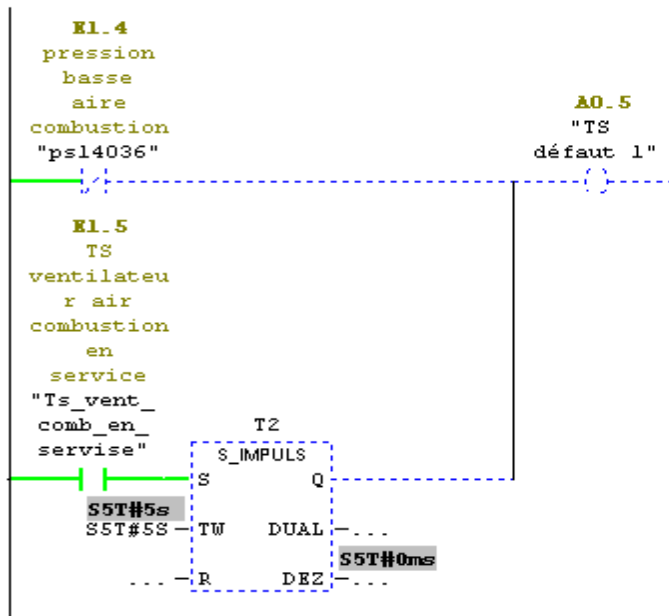 E1.4
pression
basse
aire
combustion
"psl4036"
A0.5
"TS
défaut 1"
E1.5
TS
ventilateu
r air
combustion
en
service
"Ts_vent_
comb_en_
servise"
T2
S_IMPULS
S Q
S5T#5s
S5T#5S TW DUAL ...
S5T#0ms
... R DEZ ...